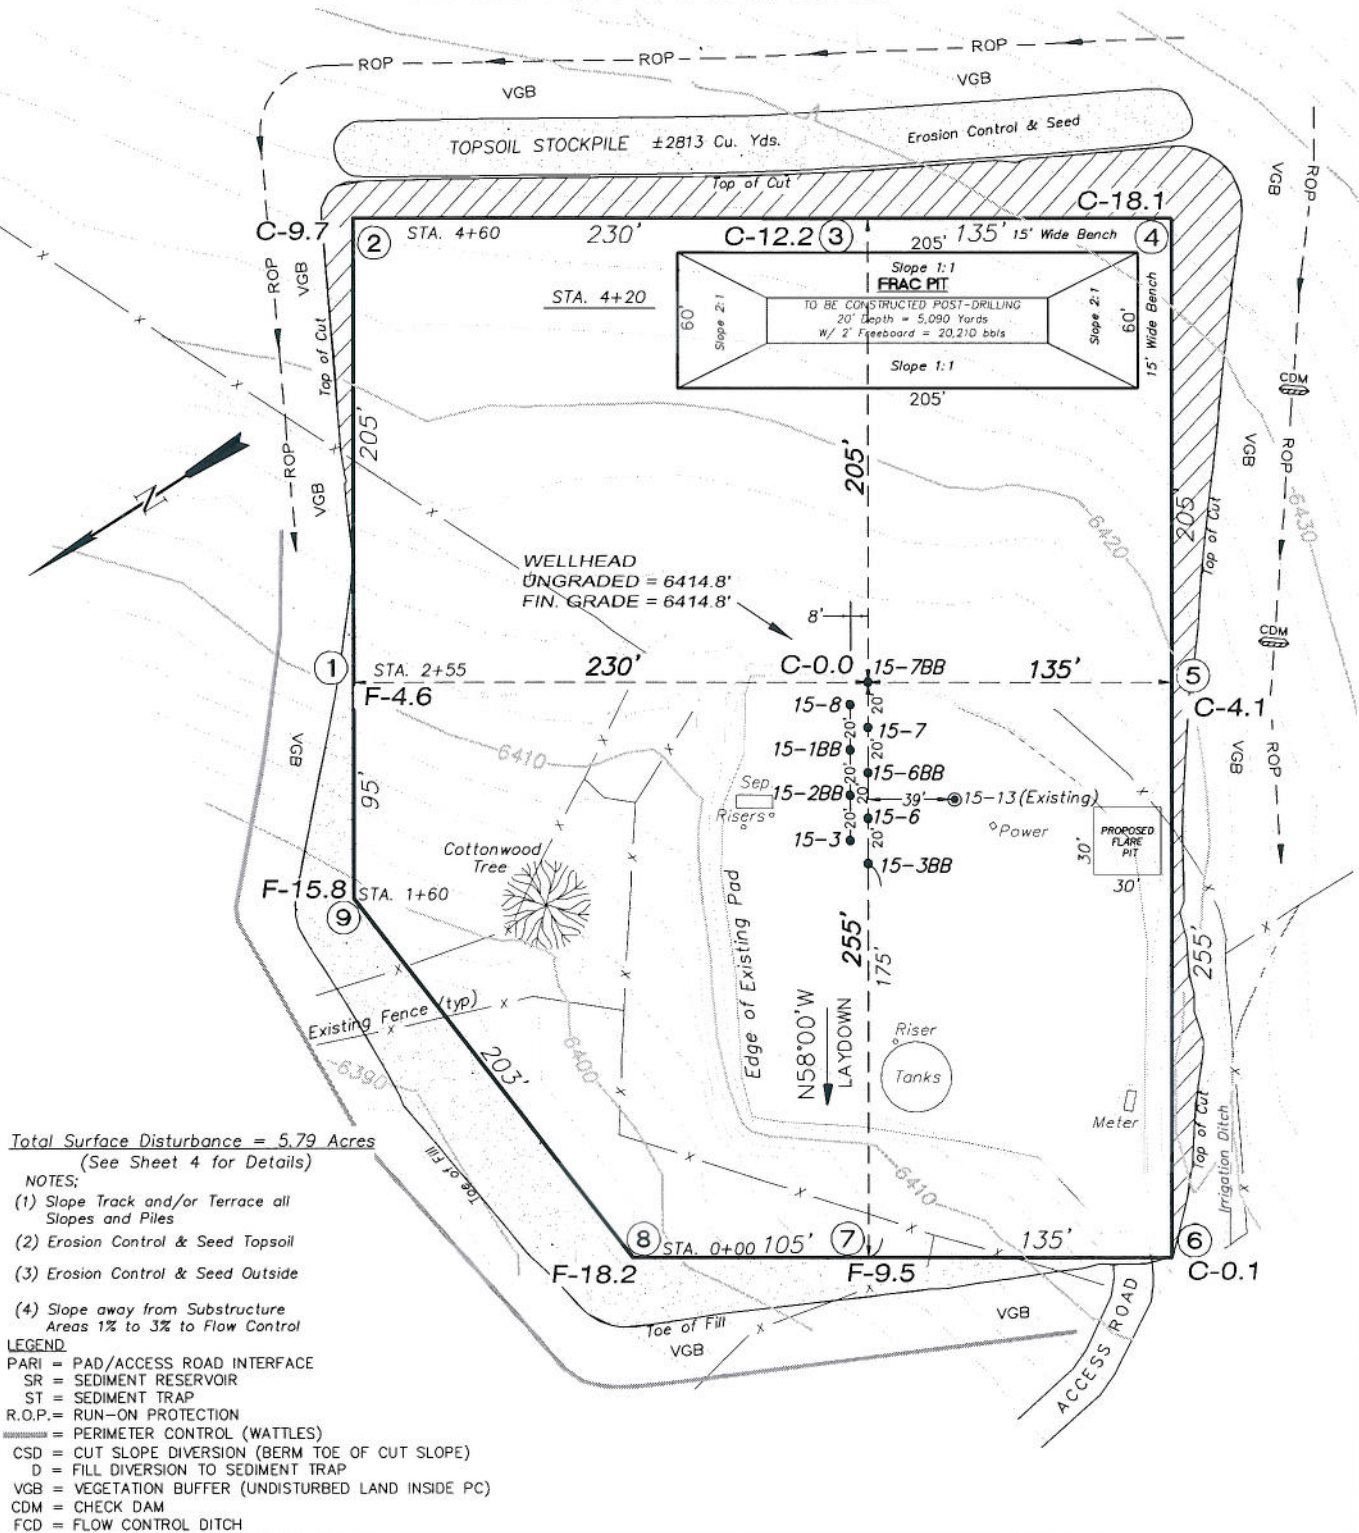 ROP
ROP
ROP
VGB
VGB
TOPSOIL STOCKPILE ±2813 Cu. Yds.
Erosion Control & Seed
Top of Cut
C-18.1
VGB
ROP
C-9.7
2
STA. 4+60
230'
C-12.2
3
205'
135'
15' Wide Bench
4
ROP
VGB
STA. 4+20
Slope 1:1
FRAC PIT
TO BE CONSTRUCTED POST-DRILLING
20' Depth = 5,090 Yards
W/ 2' Freeboard = 20,210 bbls
60'
Slope 2:1
Slope 2:1
60'
15' Wide Bench
Slope 1:1
205'
Top of Cut
CDM
205'
ROP
VGB
N
205'
205'
Top of Cut
VGB
ROP
6430
6420
WELLHEAD
UNGRADED = 6414.8'
FIN. GRADE = 6414.8'
8'
CDM
1
STA. 2+55
230'
C-0.0
15-7BB
135'
5
F-4.6
C-4.1
15-8
20'
15-7
VGB
6410
15-1BB
20'
20'
VGB
ROP
15-6BB
95'
Sep.
15-2BB
20'
20'
39'
15-13 (Existing)
Risers
15-6
Power
15-3
20'
20'
15-3BB
PROPOSED
FLARE
PIT
30'
30'
Cottonwood
Tree
F-15.8
STA. 1+60
9
Edge of Existing Pad
255'
175'
255'
Existing Fence (typ)
N58°00'W
LAYDOWN
Riser
Tanks
6400
203'
6390
Meter
Top of Cut
Irrigation Ditch
Toe of Fill
6410
8
STA. 0+00
105'
7
135'
6
F-18.2
F-9.5
C-0.1
Toe of Fill
VGB
VGB
ACCESS ROAD
Total Surface Disturbance = 5.79 Acres
(See Sheet 4 for Details)
NOTES;
(1) Slope Track and/or Terrace all
Slopes and Piles
(2) Erosion Control & Seed Topsoil
(3) Erosion Control & Seed Outside
(4) Slope away from Substructure
Areas 1% to 3% to Flow Control
LEGEND
PARI = PAD/ACCESS ROAD INTERFACE
SR = SEDIMENT RESERVOIR
ST = SEDIMENT TRAP
R.O.P.= RUN-ON PROTECTION
= PERIMETER CONTROL (WATTLES)
CSD = CUT SLOPE DIVERSION (BERM TOE OF CUT SLOPE)
D = FILL DIVERSION TO SEDIMENT TRAP
VGB = VEGETATION BUFFER (UNDISTURBED LAND INSIDE PC)
CDM = CHECK DAM
FCD = FLOW CONTROL DITCH